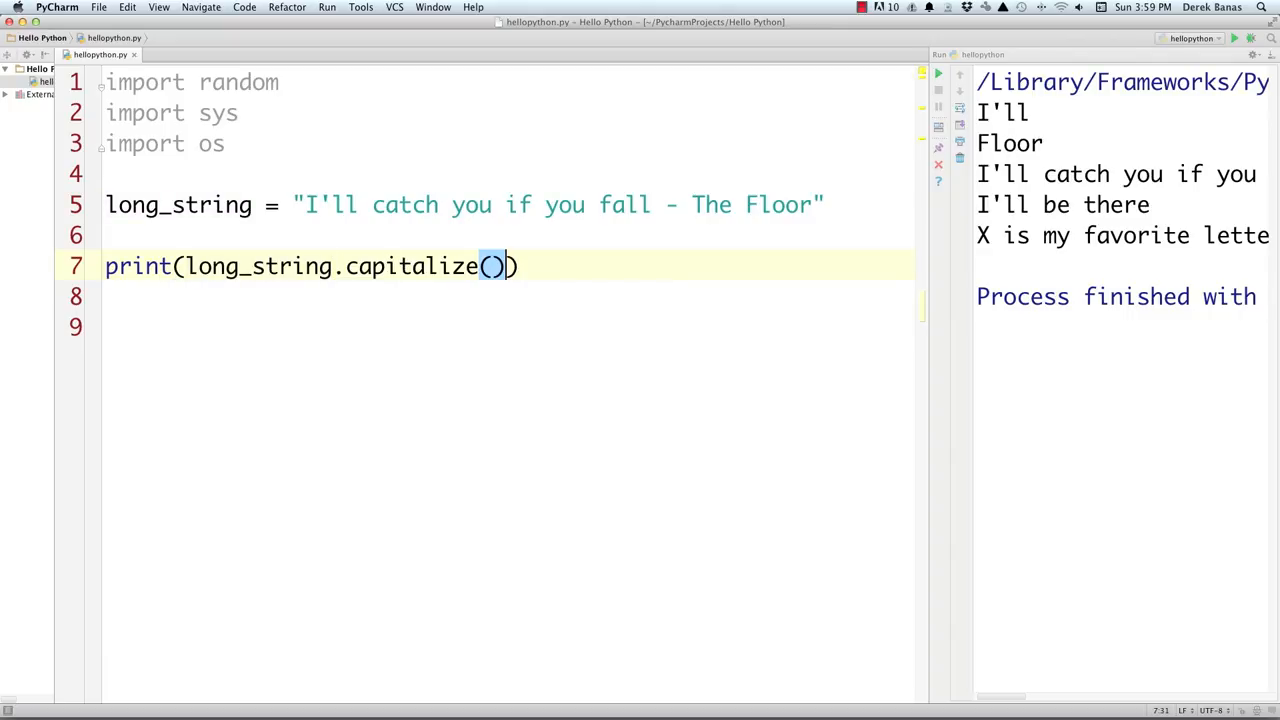 PyCharm File Edit View Navigate Code Refactor Run Tools VCS Window Help 10 Sun 3:59 PM Derek Banas
hellopython.py – Hello Python – [~/PycharmProjects/Hello Python]
Hello Python hellopython.py hellopython
hellopython.py Run hellopython
Hello P
hell
Externa
1 import random
2 import sys
3 import os
4
5 long_string = "I'll catch you if you fall - The Floor"
6
7 print(long_string.capitalize())
8
9
/Library/Frameworks/Py
I'll
Floor
I'll catch you if you
I'll be there
X is my favorite lette
Process finished with
7:31 LF UTF-8